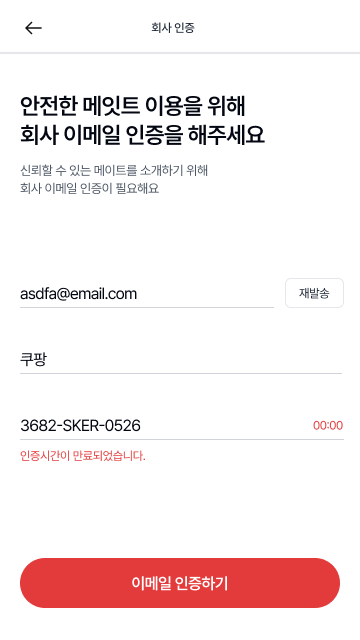 회사 인증
안전한 메잇트 이용을 위해
회사 이메일 인증을 해주세요
신뢰할 수 있는 메이트를 소개하기 위해
회사 이메일 인증이 필요해요
asdfa@email.com
재발송
쿠팡
3682-SKER-0526
00:00
인증시간이 만료되었습니다.
이메일 인증하기